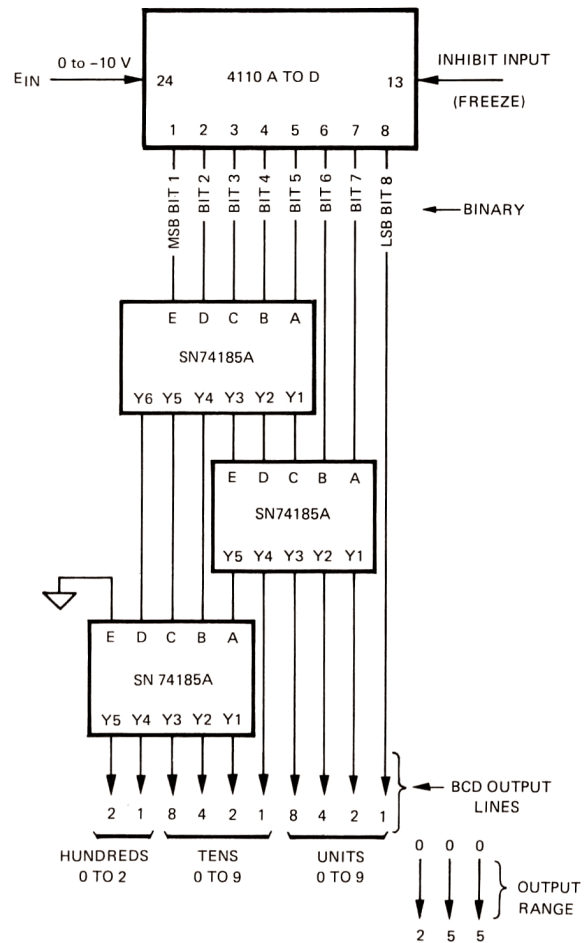 0 to –10 V
E IN
24
4110 A TO D
13
INHIBIT INPUT
(FREEZE)
1 2 3 4 5 6 7 8
MSB BIT 1
BIT 2
BIT 3
BIT 4
BIT 5
BIT 6
BIT 7
LSB BIT 8
BINARY
E D C B A
SN74185A
Y6 Y5 Y4 Y3 Y2 Y1
E D C B A
SN74185A
Y5 Y4 Y3 Y2 Y1
E D C B A
SN 74185A
Y5 Y4 Y3 Y2 Y1
2 1 8 4 2 1 8 4 2 1
BCD OUTPUT
LINES
HUNDREDS
0 TO 2
TENS
0 TO 9
UNITS
0 TO 9
0 0 0
OUTPUT
RANGE
2 5 5